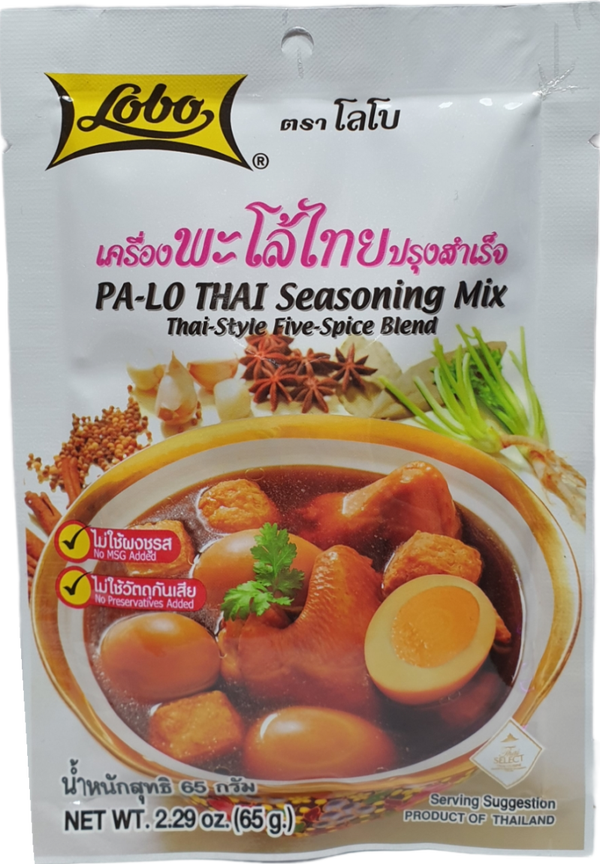 Lobo
®
ตรา โลโบ
เครื่องพะโล้ไทยปรุงสำเร็จ
PA-LO THAI Seasoning Mix
Thai-Style Five-Spice Blend
ไม่ใช้ผงชูรส
No MSG Added
ไม่ใช้วัตถุกันเสีย
No Preservatives Added
Thai
SELECT
น้ำหนักสุทธิ 65 กรัม
NET WT. 2.29 oz. (65 g.)
Serving Suggestion
PRODUCT OF THAILAND